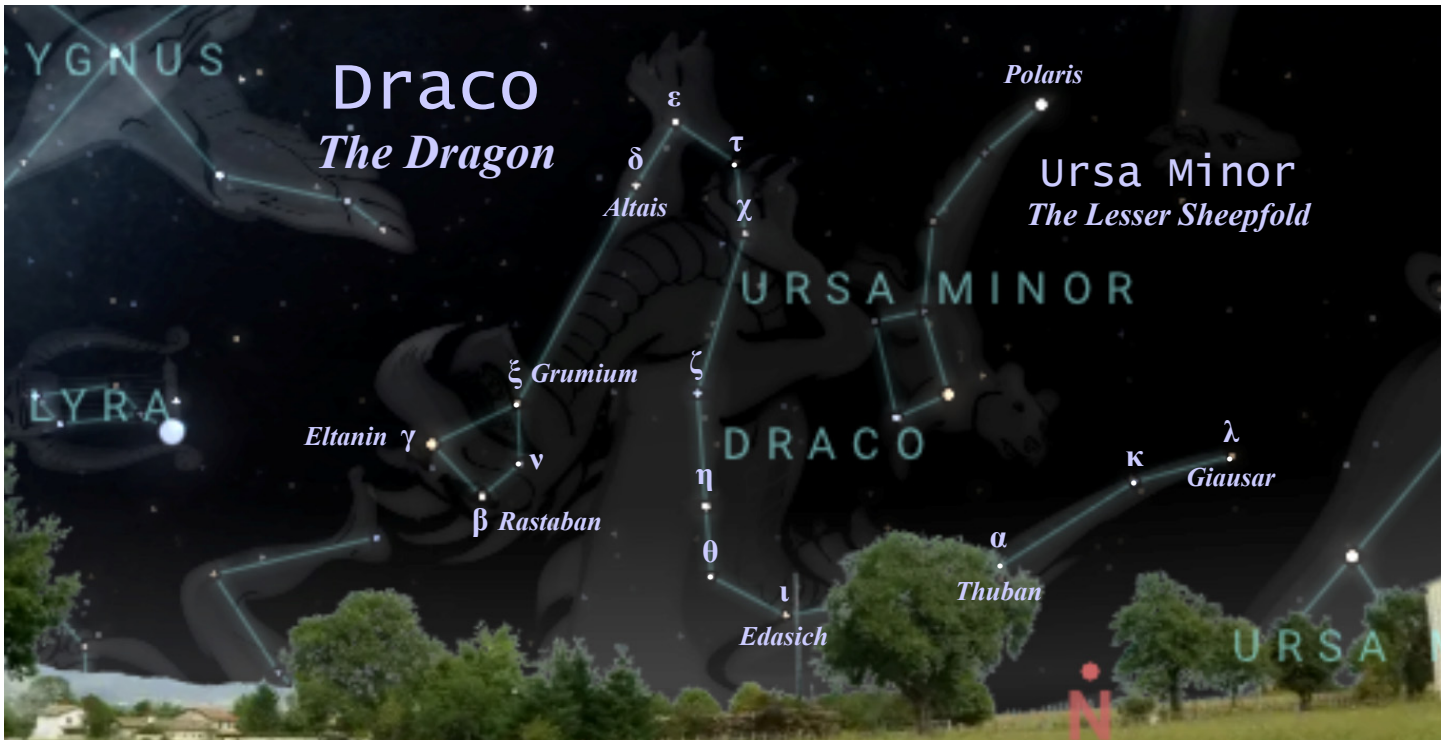 CYGNUS
Draco
The Dragon
Polaris
Ursa Minor
The Lesser Sheepfold
ε
τ
δ
Altais
χ
URSA MINOR
ξ Grumium
ζ
LYRA
Eltanin γ
DRACO
ν
η
κ
λ
Giausar
β Rastaban
θ
α
Thuban
ι
Edasich
URSA
N